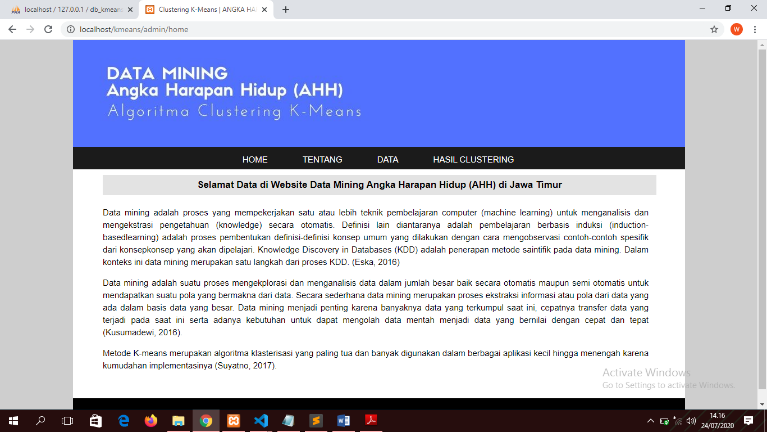 localhost / 127.0.0.1 / db_kmean
Clustering K-Means | ANGKA HA
localhost/kmeans/admin/home
W
DATA MINING
Angka Harapan Hidup (AHH)
Algoritma Clustering K-Means
HOME TENTANG DATA HASIL CLUSTERING
Selamat Data di Website Data Mining Angka Harapan Hidup (AHH) di Jawa Timur
Data mining adalah proses yang mempekerjakan satu atau lebih teknik pembelajaran computer (machine learning) untuk menganalisis dan
mengekstrasi pengetahuan (knowledge) secara otomatis. Definisi lain diantaranya adalah pembelajaran berbasis induksi (induction-
basedlearning) adalah proses pembentukan definisi-definisi konsep umum yang dilakukan dengan cara mengobservasi contoh-contoh spesifik
dari konsepkonsep yang akan dipelajari. Knowledge Discovery in Databases (KDD) adalah penerapan metode saintifik pada data mining. Dalam
konteks ini data mining merupakan satu langkah dari proses KDD. (Eska, 2016)
Data mining adalah suatu proses mengekplorasi dan menganalisis data dalam jumlah besar baik secara otomatis maupun semi otomatis untuk
mendapatkan suatu pola yang bermakna dari data. Secara sederhana data mining merupakan proses ekstraksi informasi atau pola dari data yang
ada dalam basis data yang besar. Data mining menjadi penting karena banyaknya data yang terkumpul saat ini, cepatnya transfer data yang
terjadi pada saat ini serta adanya kebutuhan untuk dapat mengolah data mentah menjadi data yang bernilai dengan cepat dan tepat
(Kusumadewi, 2016)
Metode K-means merupakan algoritma klasterisasi yang paling tua dan banyak digunakan dalam berbagai aplikasi kecil hingga menengah karena
kumudahan implementasinya (Suyatno, 2017).
Activate Windows
Go to Settings to activate Windows.
14.16
24/07/2020